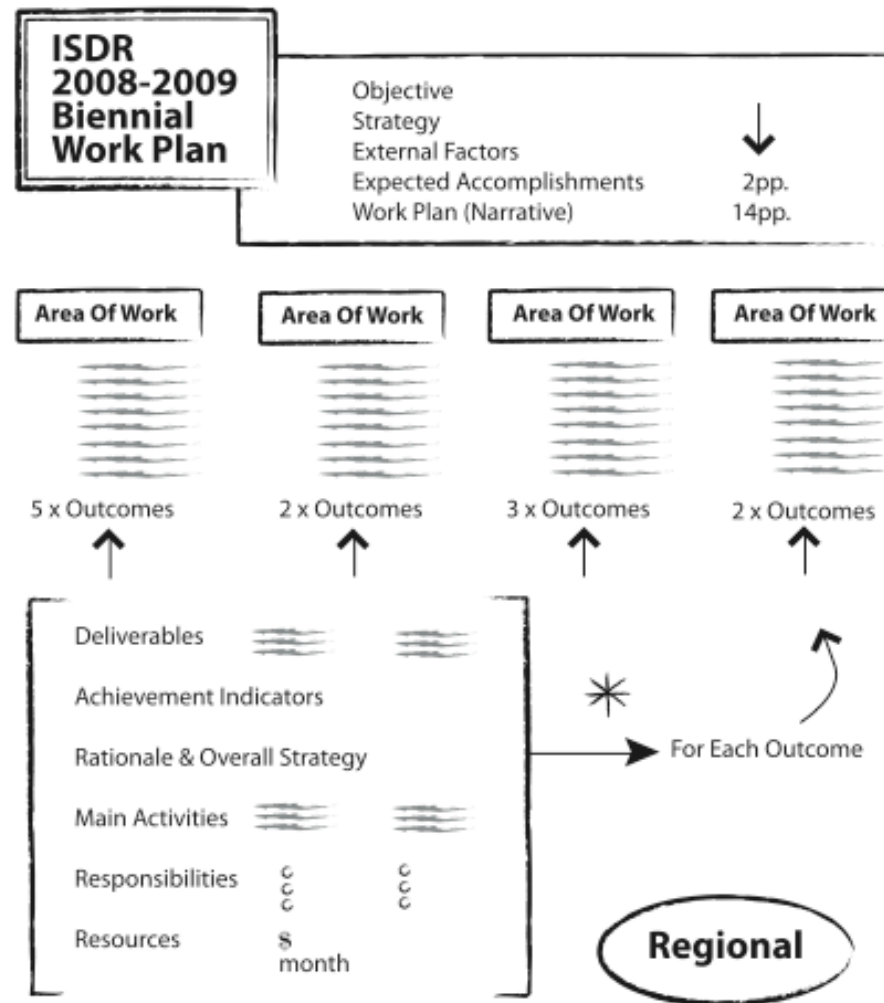 ISDR
2008-2009
Biennial
Work Plan
Objective
Strategy
External Factors
Expected Accomplishments 2pp.
Work Plan (Narrative) 14pp.
Area Of Work Area Of Work Area Of Work Area Of Work
5 x Outcomes 2 x Outcomes 3 x Outcomes 2 x Outcomes
Deliverables
Achievement Indicators
Rationale & Overall Strategy
For Each Outcome
Main Activities
Responsibilities
Resources
month
Regional